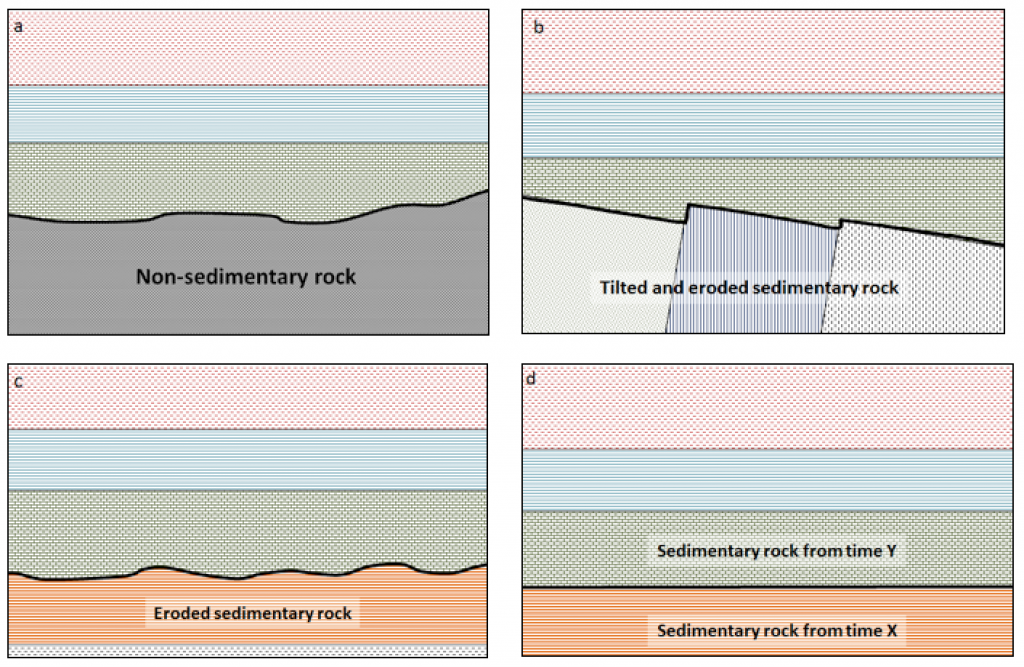 a
Non-sedimentary rock
b
Tilted and eroded sedimentary rock
c
Eroded sedimentary rock
d
Sedimentary rock from time Y
Sedimentary rock from time X